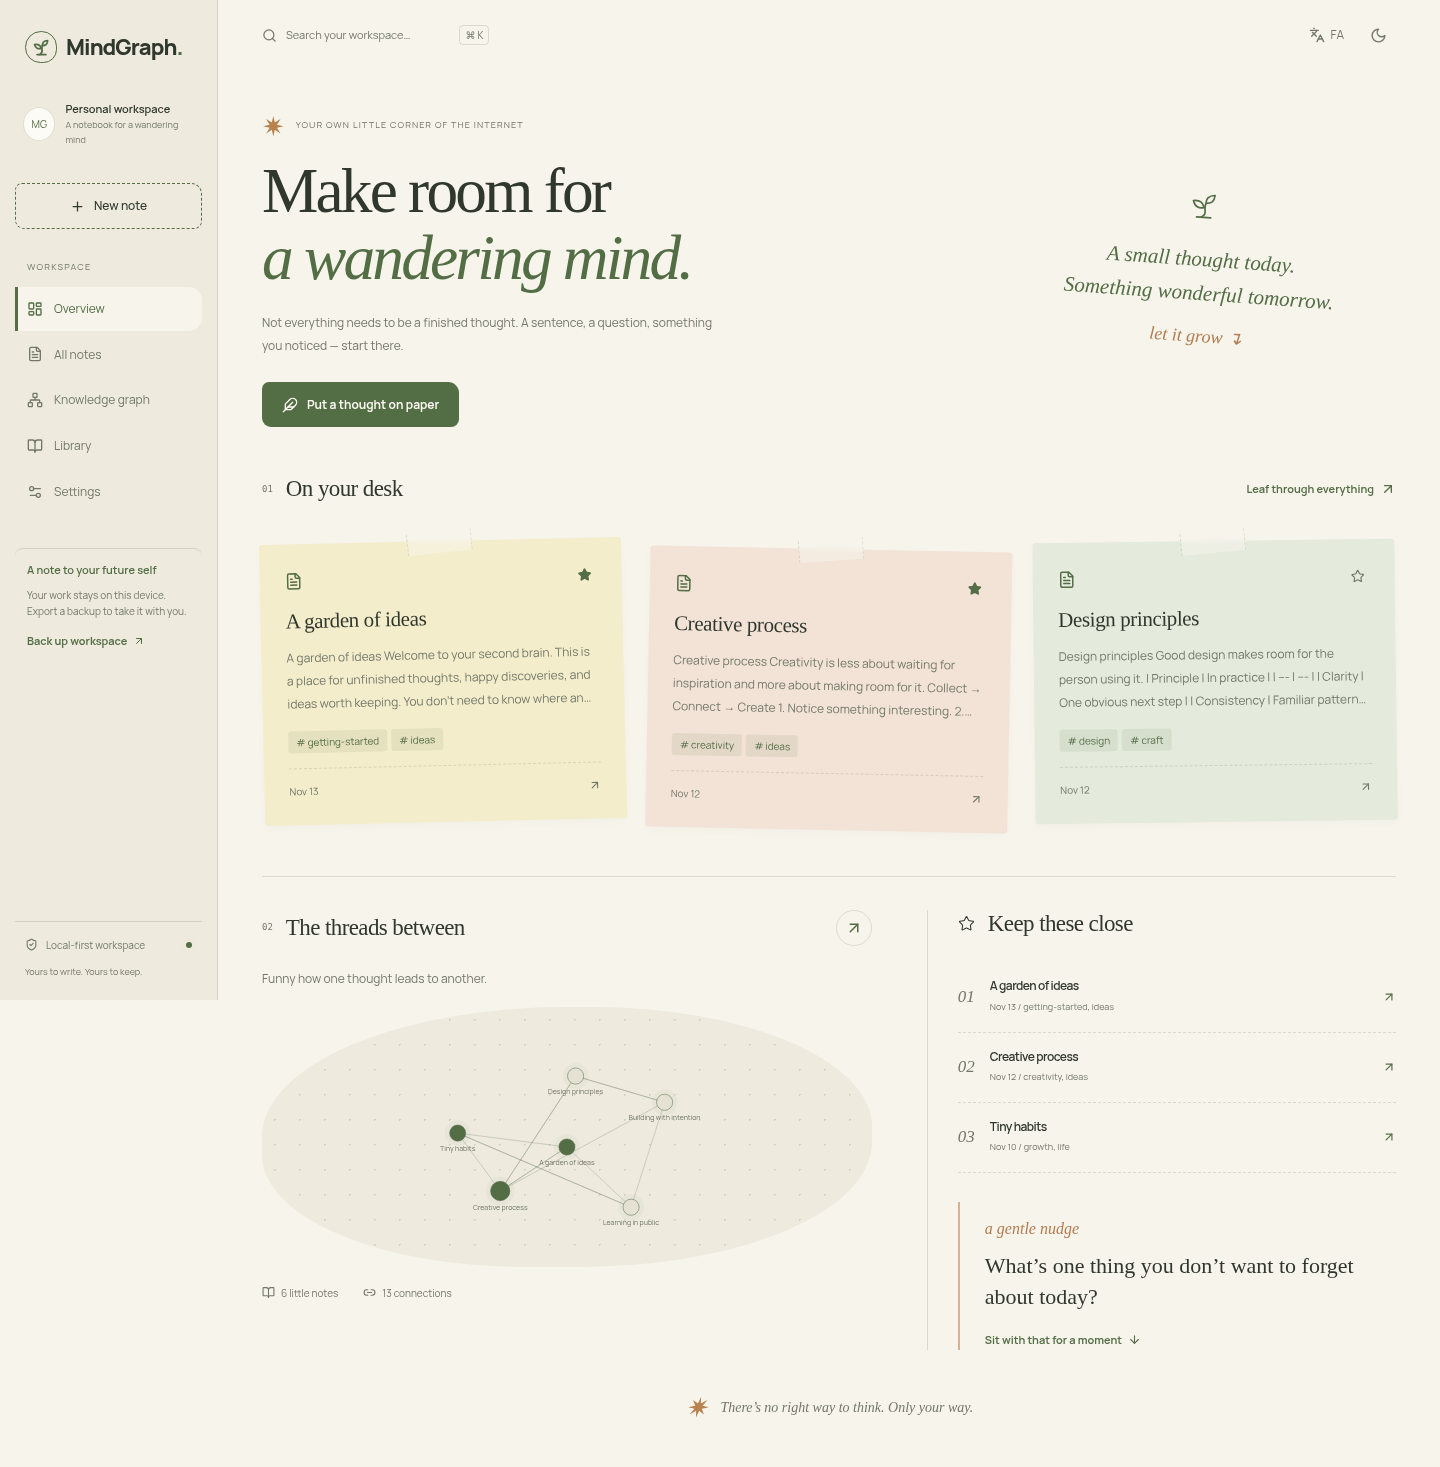 MindGraph.
MG
Personal workspace
A notebook for a wandering
mind
+ New note
WORKSPACE
Overview
All notes
Knowledge graph
Library
Settings
A note to your future self
Your work stays on this device.
Export a backup to take it with you.
Back up workspace ↗
Local-first workspace
Yours to write. Yours to keep.
Search your workspace…
⌘ K
FA
YOUR OWN LITTLE CORNER OF THE INTERNET
Make room for
a wandering mind.
Not everything needs to be a finished thought. A sentence, a question, something
you noticed — start there.
Put a thought on paper
A small thought today.
Something wonderful tomorrow.
let it grow ↴
01 On your desk
Leaf through everything ↗
A garden of ideas
A garden of ideas Welcome to your second brain. This is
a place for unfinished thoughts, happy discoveries, and
ideas worth keeping. You don't need to know where an…
# getting-started # ideas
Nov 13 ↗
Creative process
Creative process Creativity is less about waiting for
inspiration and more about making room for it. Collect →
Connect → Create 1. Notice something interesting. 2.…
# creativity # ideas
Nov 12 ↗
Design principles
Design principles Good design makes room for the
person using it. | Principle | In practice | | --- | --- | | Clarity |
One obvious next step | | Consistency | Familiar pattern…
# design # craft
Nov 12 ↗
02 The threads between
Funny how one thought leads to another.
Design principles
Building with intention
Tiny habits
A garden of ideas
Creative process
Learning in public
6 little notes 13 connections
Keep these close
01 A garden of ideas
Nov 13 / getting-started, ideas
02 Creative process
Nov 12 / creativity, ideas
03 Tiny habits
Nov 10 / growth, life
a gentle nudge
What’s one thing you don’t want to forget
about today?
Sit with that for a moment ↓
There’s no right way to think. Only your way.